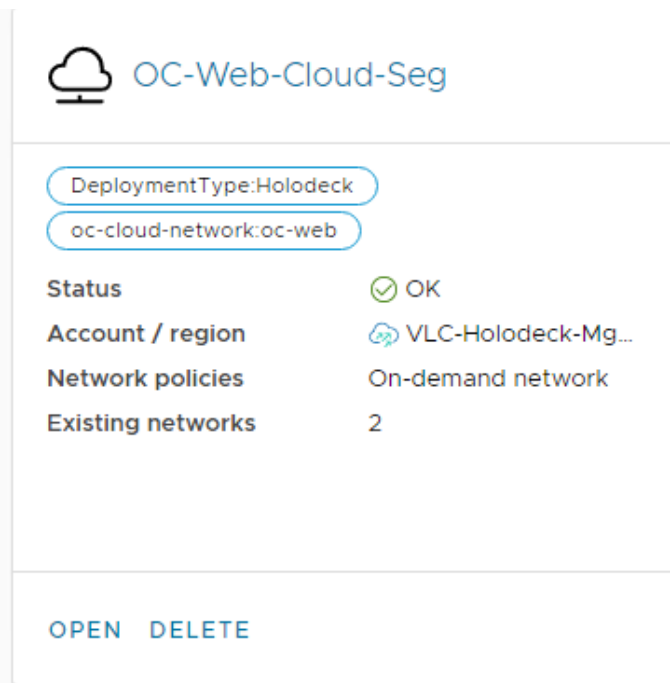 OC-Web-Cloud-Seg
DeploymentType:Holodeck
oc-cloud-network:oc-web
Status OK
Account / region VLC-Holodeck-Mg...
Network policies On-demand network
Existing networks 2
OPEN DELETE